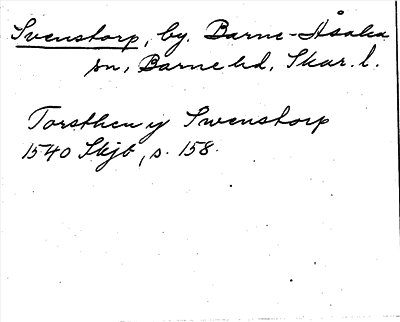 Svenstorp, by. Barne-Åsaka
sn, Barne hd, Skar. l.
Torsthen y Swenstorp
1540 Skjb, s. 158.